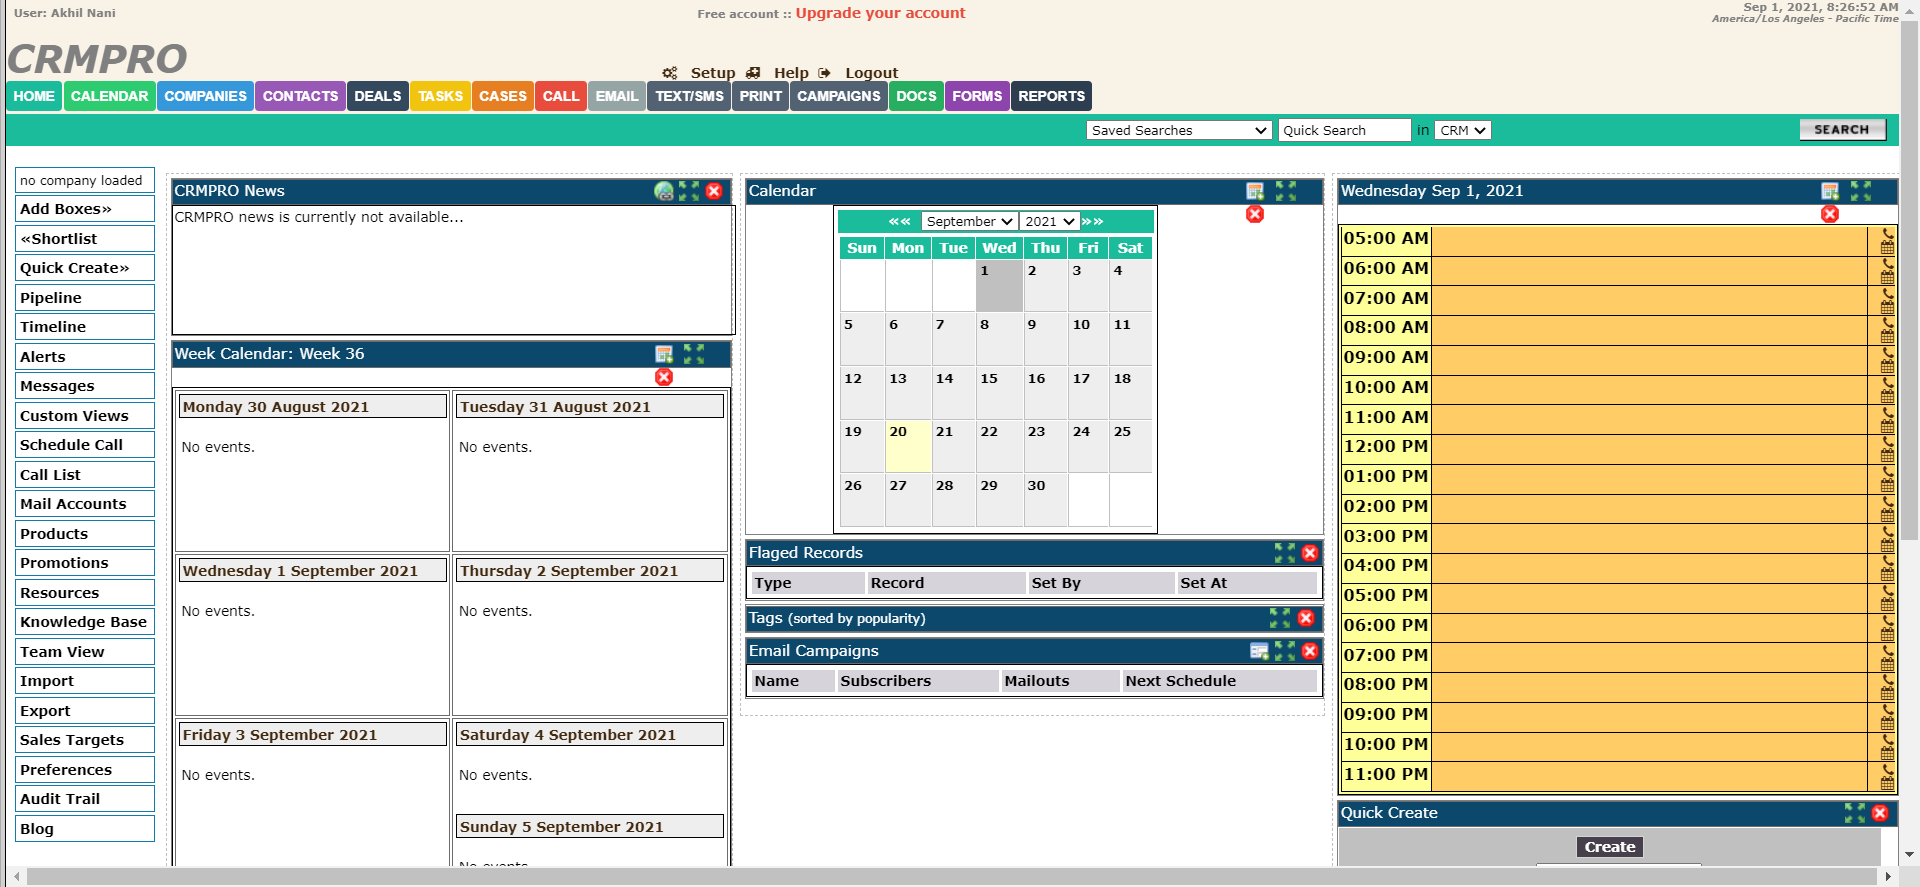 User: Akhil Nani
Free account :: Upgrade your account
Sep 1, 2021, 8:26:52 AM
America/Los Angeles - Pacific Time
CRMPRO
Setup Help Logout
HOME CALENDAR COMPANIES CONTACTS DEALS TASKS CASES CALL EMAIL TEXT/SMS PRINT CAMPAIGNS DOCS FORMS REPORTS
Saved Searches Quick Search in CRM SEARCH
no company loaded
Add Boxes»
«Shortlist
Quick Create»
Pipeline
Timeline
Alerts
Messages
Custom Views
Schedule Call
Call List
Mail Accounts
Products
Promotions
Resources
Knowledge Base
Team View
Import
Export
Sales Targets
Preferences
Audit Trail
Blog
CRMPRO News
CRMPRO news is currently not available...
Week Calendar: Week 36
Monday 30 August 2021
No events.
Tuesday 31 August 2021
No events.
Wednesday 1 September 2021
No events.
Thursday 2 September 2021
No events.
Friday 3 September 2021
No events.
Saturday 4 September 2021
No events.
Sunday 5 September 2021
No events.
Calendar
«« September 2021 »»
Sun Mon Tue Wed Thu Fri Sat
1 2 3 4
5 6 7 8 9 10 11
12 13 14 15 16 17 18
19 20 21 22 23 24 25
26 27 28 29 30
Flaged Records
Type Record Set By Set At
Tags (sorted by popularity)
Email Campaigns
Name Subscribers Mailouts Next Schedule
Wednesday Sep 1, 2021
05:00 AM
06:00 AM
07:00 AM
08:00 AM
09:00 AM
10:00 AM
11:00 AM
12:00 PM
01:00 PM
02:00 PM
03:00 PM
04:00 PM
05:00 PM
06:00 PM
07:00 PM
08:00 PM
09:00 PM
10:00 PM
11:00 PM
Quick Create
Create